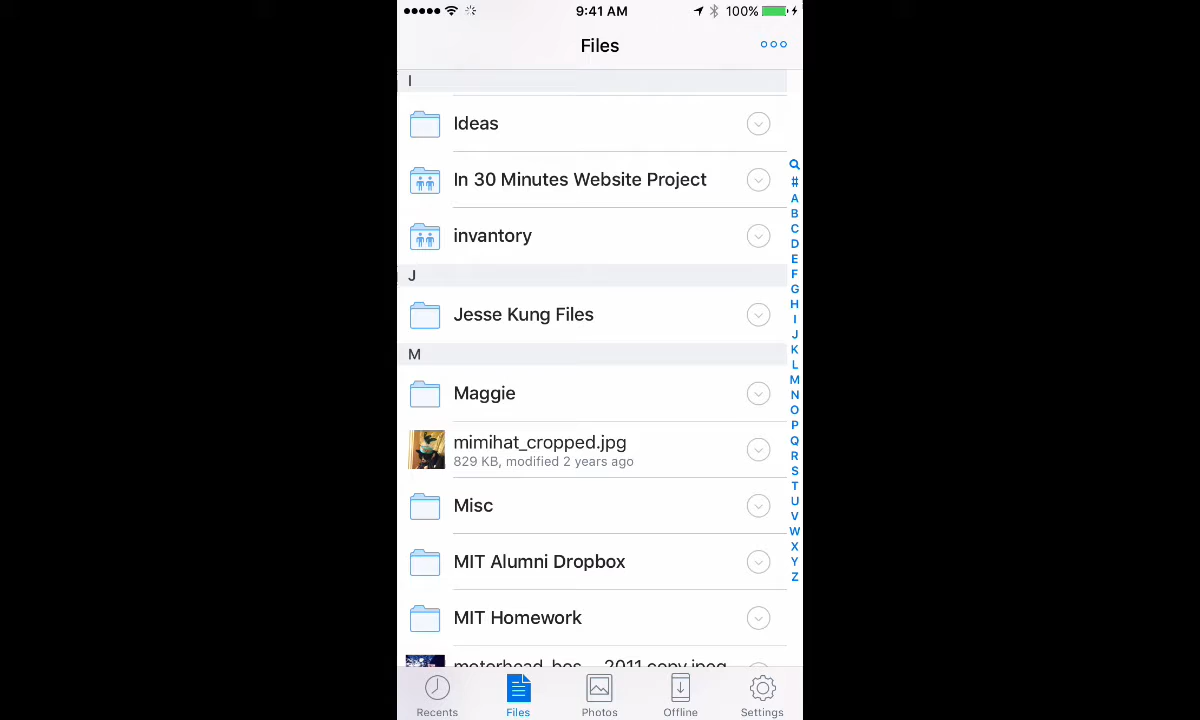 9:41 AM
100%
Files
I
Ideas
In 30 Minutes Website Project
invantory
J
Jesse Kung Files
M
Maggie
mimihat_cropped.jpg
829 KB, modified 2 years ago
Misc
MIT Alumni Dropbox
MIT Homework
motorhead_bos... 2011 copy.jpeg
#
A
B
C
D
E
F
G
H
I
J
K
L
M
N
O
P
Q
R
S
T
U
V
W
X
Y
Z
Recents
Files
Photos
Offline
Settings